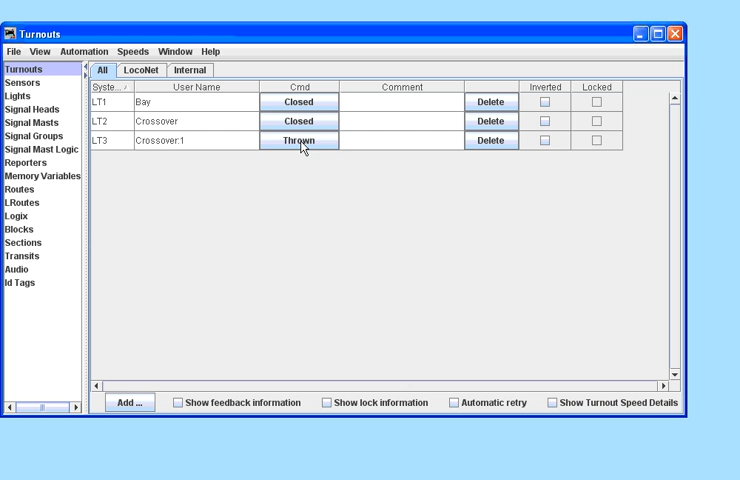 Turnouts
File View Automation Speeds Window Help
Turnouts
Sensors
Lights
Signal Heads
Signal Masts
Signal Groups
Signal Mast Logic
Reporters
Memory Variables
Routes
LRoutes
Logix
Blocks
Sections
Transits
Audio
Id Tags
All LocoNet Internal
Syste... User Name Cmd Comment Inverted Locked
LT1 Bay Closed Delete
LT2 Crossover Closed Delete
LT3 Crossover:1 Thrown Delete
Add ... Show feedback information Show lock information Automatic retry Show Turnout Speed Details